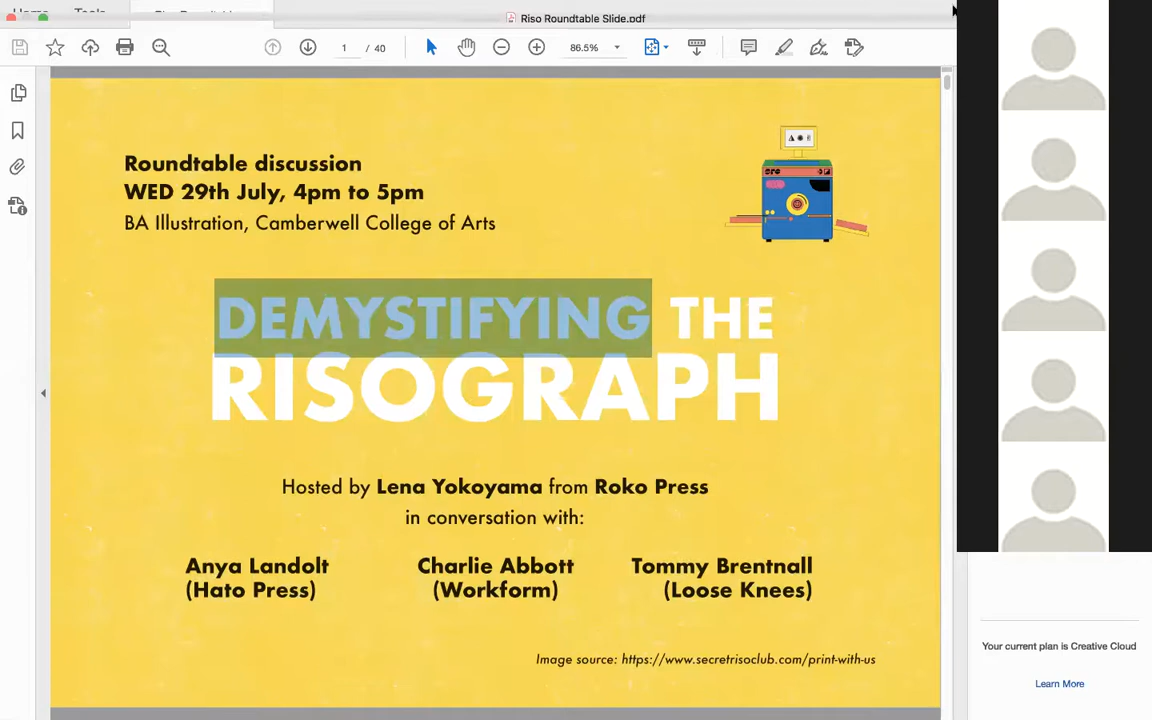 Home Tools
Riso Roundtable Slide.pdf
1 / 40
86.5%
Roundtable discussion
WED 29th July, 4pm to 5pm
BA Illustration, Camberwell College of Arts
DEMYSTIFYING THE
RISOGRAPH
Hosted by Lena Yokoyama from Roko Press
in conversation with:
Anya Landolt Charlie Abbott Tommy Brentnall
(Hato Press) (Workform) (Loose Knees)
Image source: https://www.secretrisoclub.com/print-with-us
Your current plan is Creative Cloud
Learn More